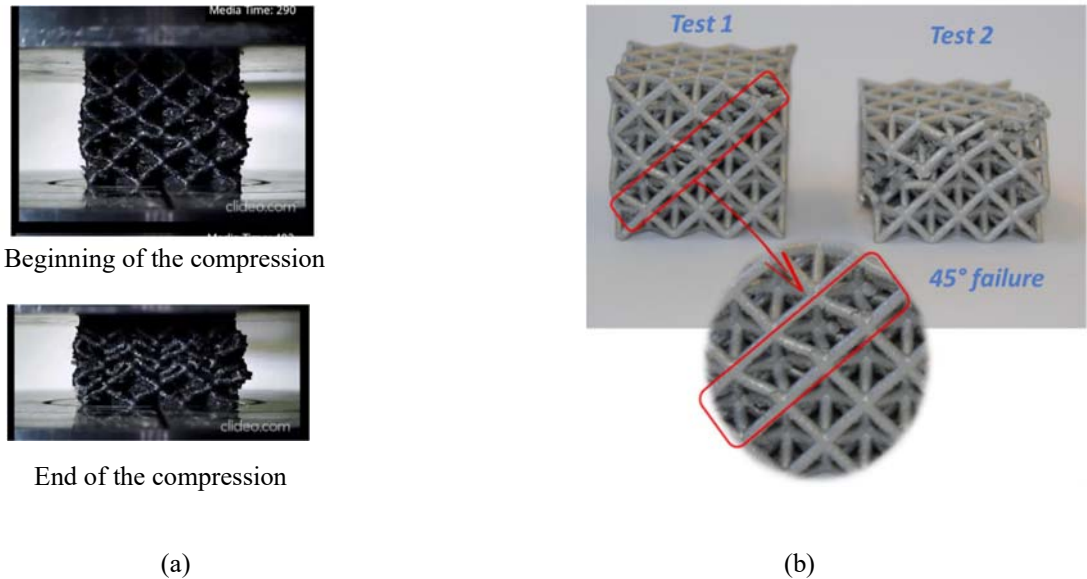 Media Time: 290
clideo.com
Beginning of the compression
clideo.com
End of the compression
(a)
Test 1
Test 2
45° failure
(b)